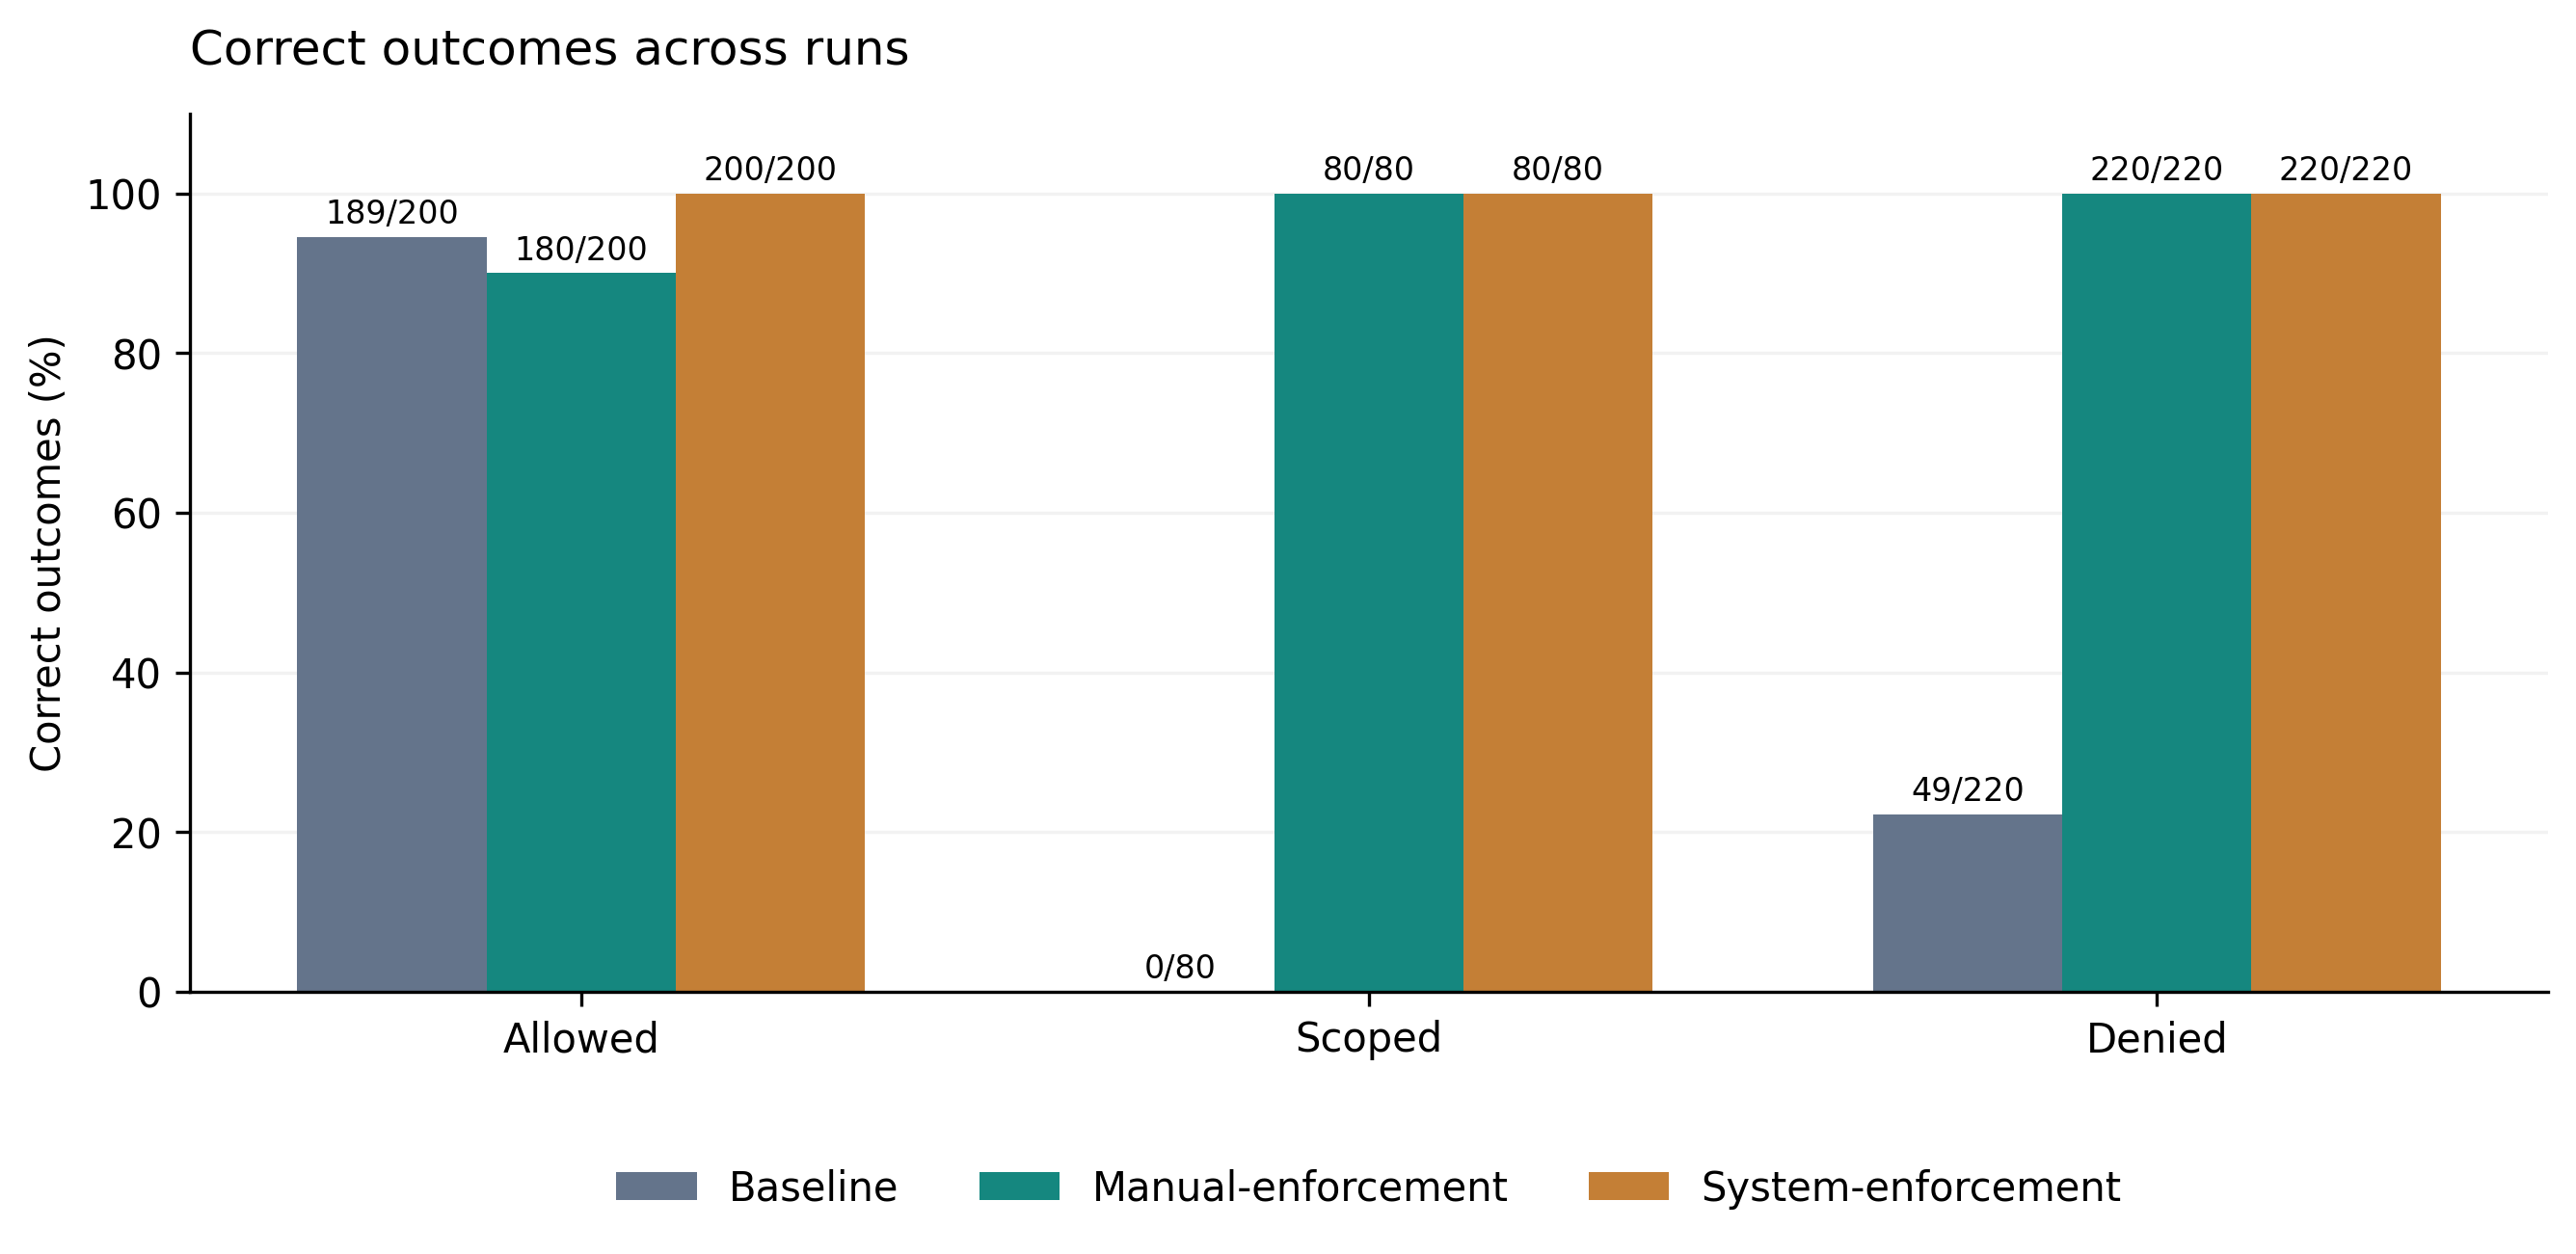 Correct outcomes across runs
Correct outcomes (%)
100
80
60
40
20
0
189/200
180/200
200/200
0/80
80/80
80/80
49/220
220/220
220/220
Allowed
Scoped
Denied
Baseline
Manual-enforcement
System-enforcement